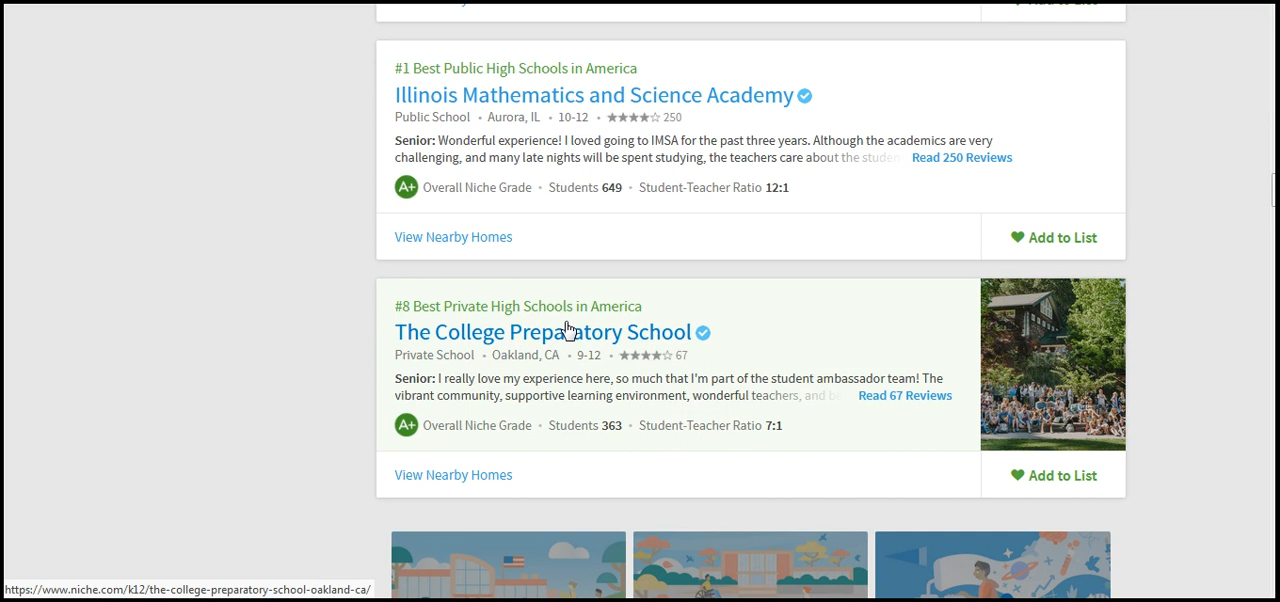 #1 Best Public High Schools in America
Illinois Mathematics and Science Academy
Public School • Aurora, IL • 10-12 • ★★★★☆ 250
Senior: Wonderful experience! I loved going to IMSA for the past three years. Although the academics are very
challenging, and many late nights will be spent studying, the teachers care about the studen Read 250 Reviews
A+ Overall Niche Grade • Students 649 • Student-Teacher Ratio 12:1
View Nearby Homes
Add to List
#8 Best Private High Schools in America
The College Preparatory School
Private School • Oakland, CA • 9-12 • ★★★★☆ 67
Senior: I really love my experience here, so much that I'm part of the student ambassador team! The
vibrant community, supportive learning environment, wonderful teachers, and Read 67 Reviews
A+ Overall Niche Grade • Students 363 • Student-Teacher Ratio 7:1
View Nearby Homes
Add to List
https://www.niche.com/k12/the-college-preparatory-school-oakland-ca/